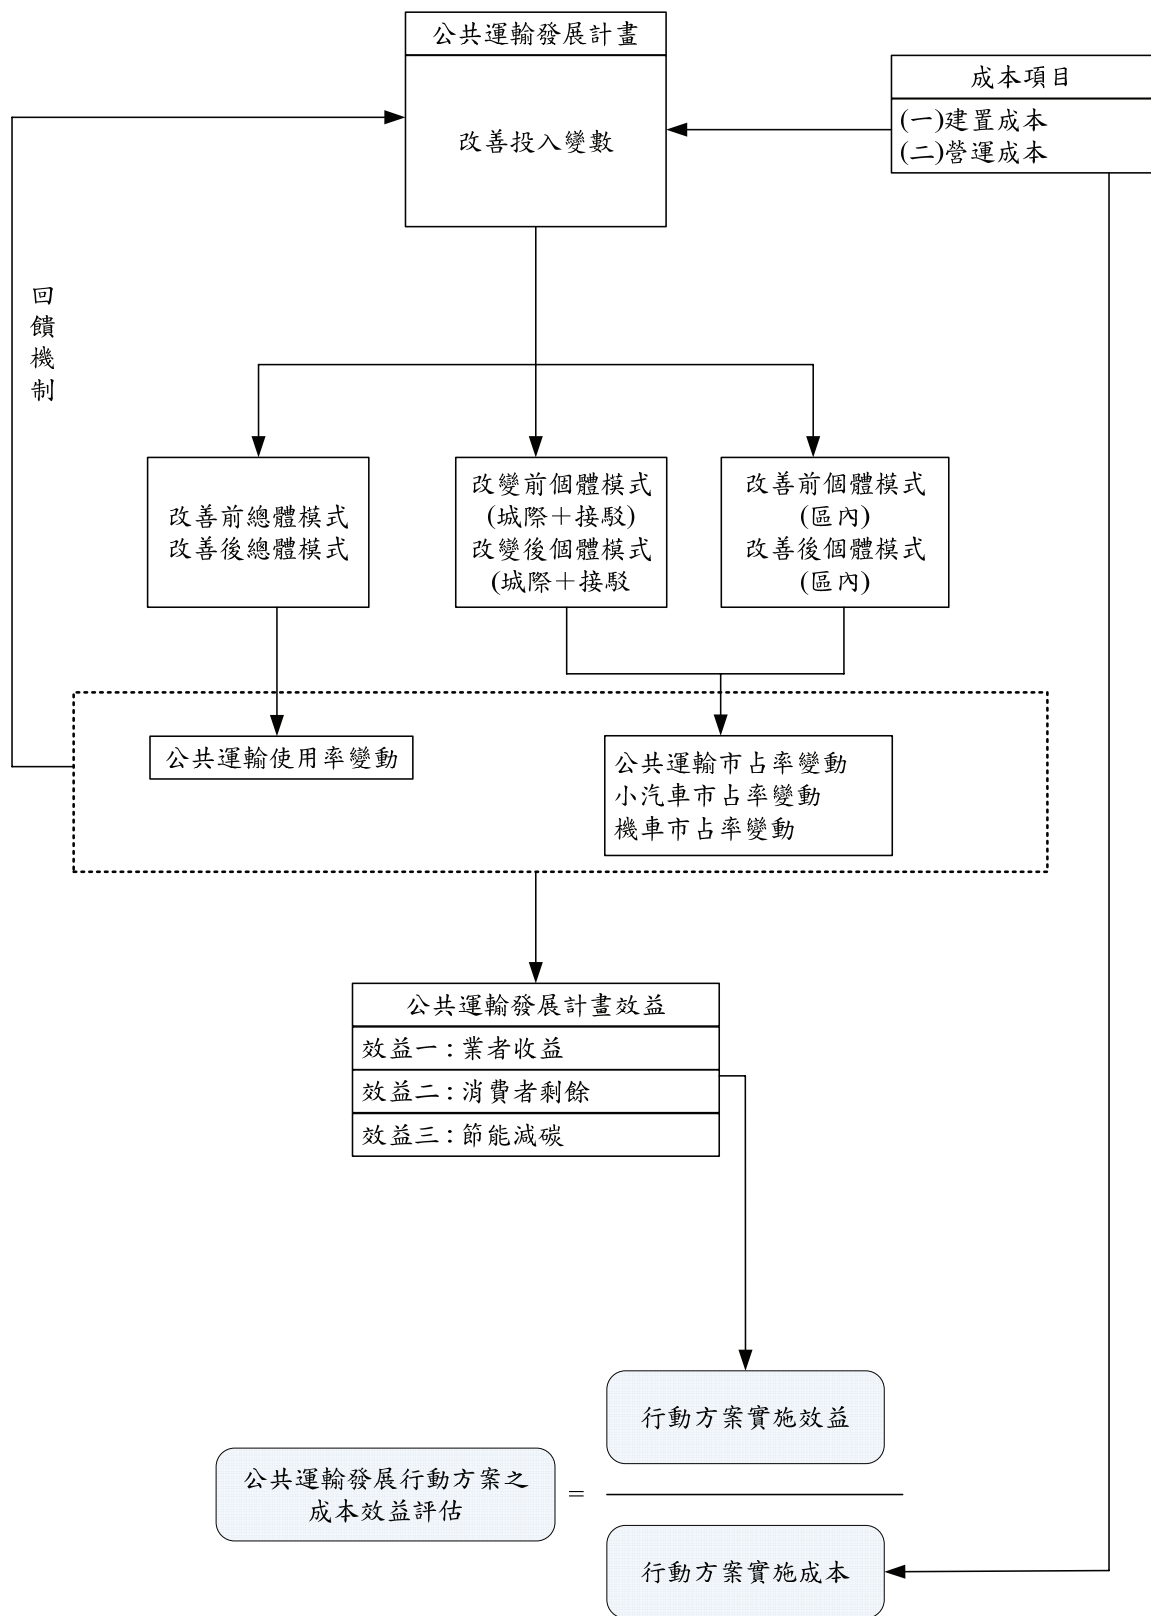 公共運輸發展計畫
改善投入變數
成本項目
(一)建置成本
(二)營運成本
回
饋
機
制
改善前總體模式
改善後總體模式
改變前個體模式
(城際＋接駁)
改變後個體模式
(城際＋接駁
改善前個體模式
(區內)
改善後個體模式
(區內)
公共運輸使用率變動
公共運輸市占率變動
小汽車市占率變動
機車市占率變動
公共運輸發展計畫效益
效益一：業者收益
效益二：消費者剩餘
效益三：節能減碳
行動方案實施效益
公共運輸發展行動方案之
成本效益評估
=
行動方案實施成本